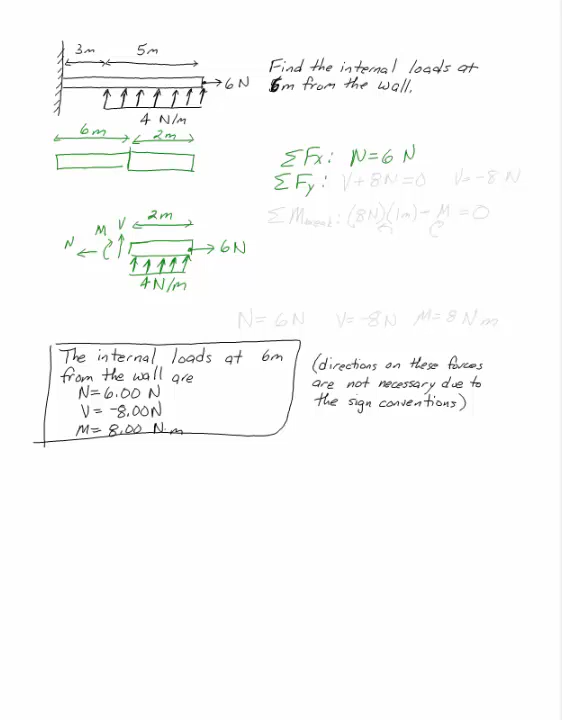 3m 5m
6 N
4 N/m
Find the internal loads at
6m from the wall.
6m 2m
ΣFx: N=6 N
ΣFy: V+8N=0 V=-8 N
ΣMwest: (8N)(1m) - M = 0
2m
N M V
6N
4N/m
N=6N V=-8N M=8 N m
The internal loads at 6m
from the wall are
N=6.00 N
V= -8.00N
M= 8.00 N·m
(directions on these forces
are not necessary due to
the sign conventions)